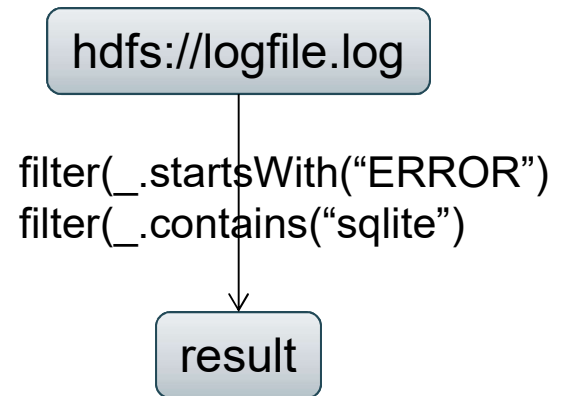 hdfs://logfile.log
filter(_.startsWith(“ERROR”)
filter(_.contains(“sqlite”)
result